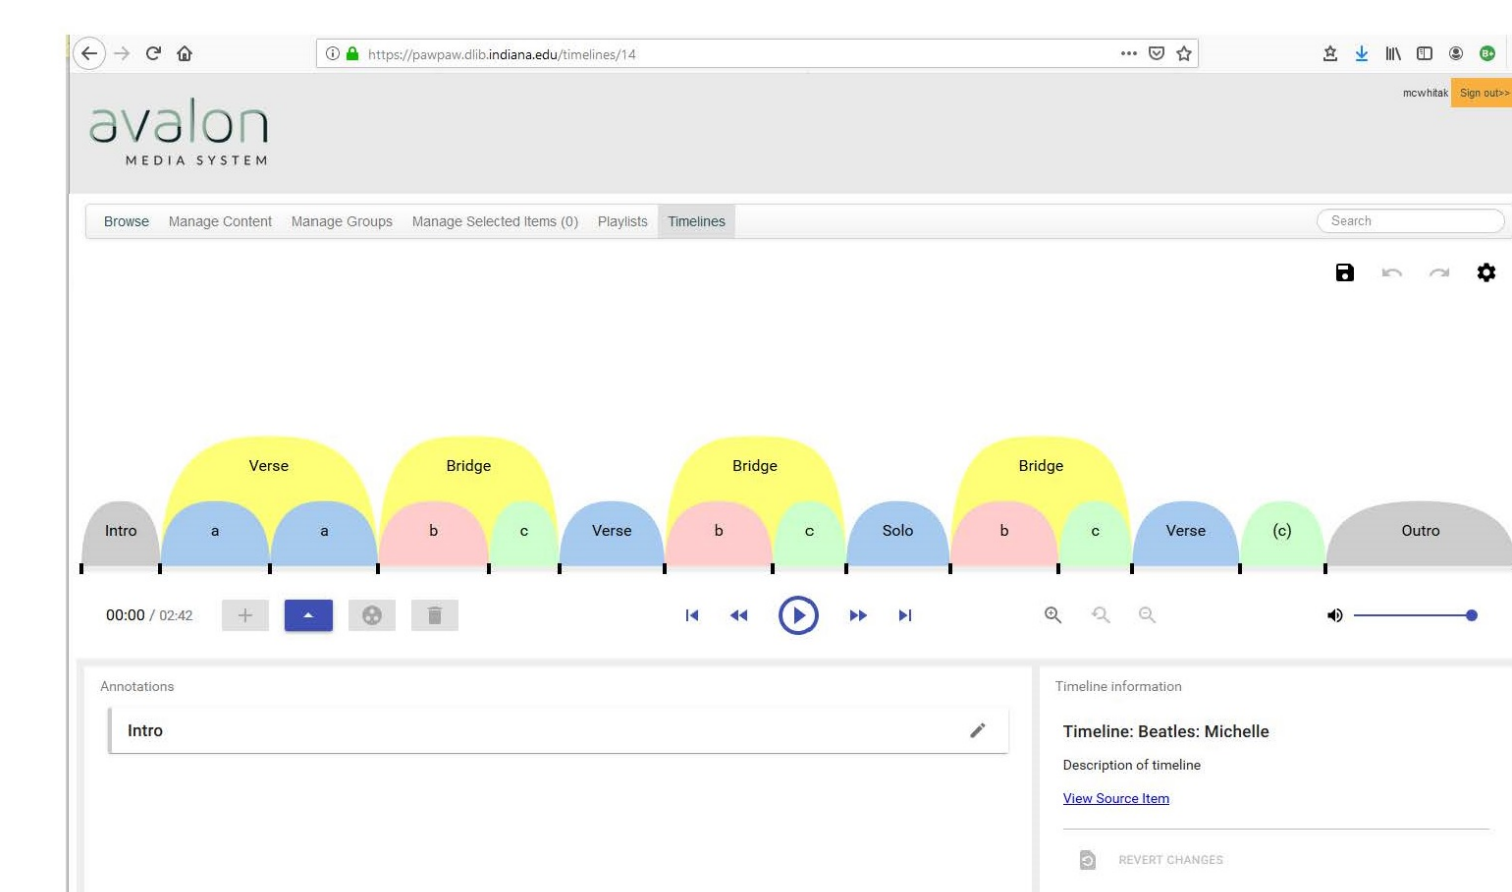 https://pawpaw.dlib.indiana.edu/timelines/14
mcwhitak Sign out>>
avalon
MEDIA SYSTEM
Browse Manage Content Manage Groups Manage Selected Items (0) Playlists Timelines Search
Verse Bridge Bridge Bridge
Intro a a b c Verse b c Solo b c Verse (c) Outro
00:00 / 02:42
Annotations
Intro
Timeline information
Timeline: Beatles: Michelle
Description of timeline
View Source Item
REVERT CHANGES